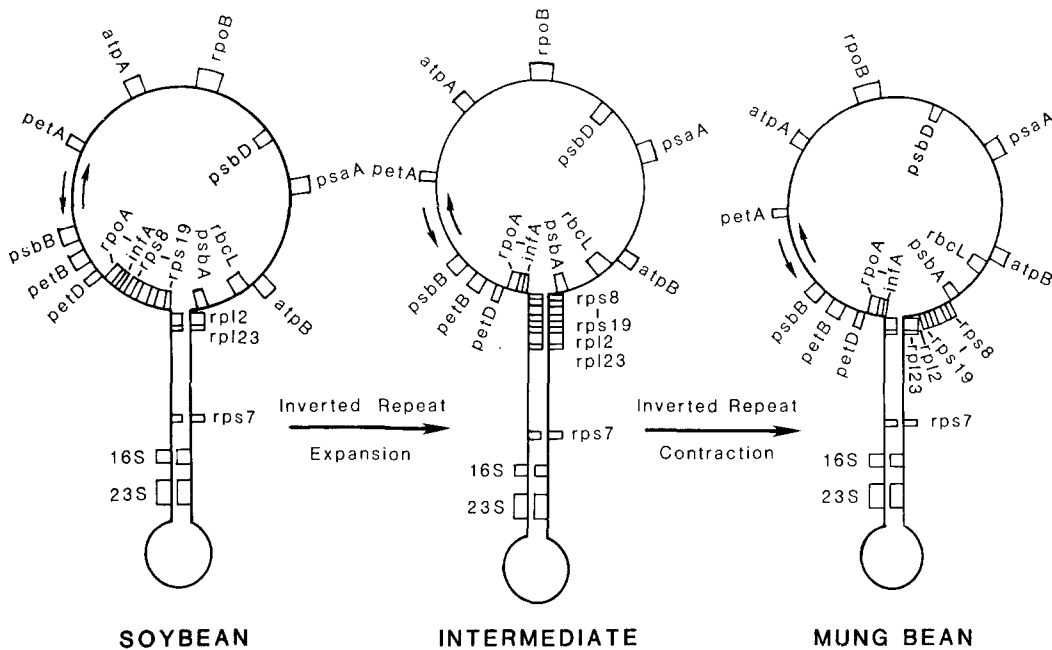 rpoB
atpA
petA
psbD
psaA
psbB
petB
petD
rpoA
infA
rps8
rps19
psbA
rbcL
atpB
rpl2
rpl23
rps7
16S
23S
SOYBEAN
Inverted Repeat
Expansion
rpoB
atpA
petA
psbD
psaA
psbB
petB
petD
rpoA
infA
psbA
rbcL
atpB
rps8
rps19
rpl2
rpl23
rps7
16S
23S
INTERMEDIATE
Inverted Repeat
Contraction
rpoB
atpA
petA
psbD
psaA
psbB
petB
petD
rpoA
infA
psbA
rbcL
atpB
rps8
rps19
rpl2
rpl23
rps7
16S
23S
MUNG BEAN